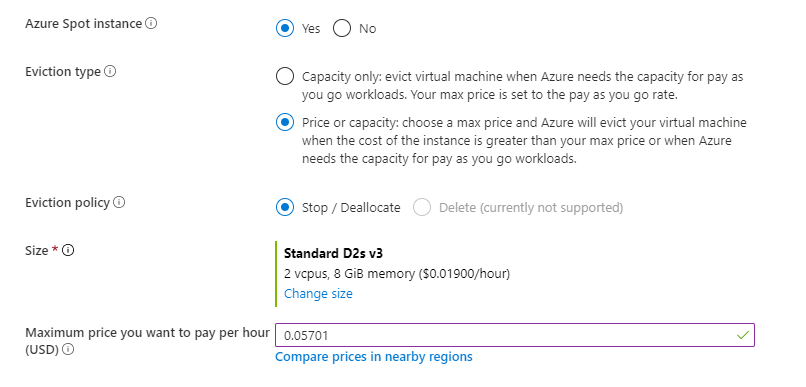 Azure Spot instance
Yes
No
Eviction type
Capacity only: evict virtual machine when Azure needs the capacity for pay as
you go workloads. Your max price is set to the pay as you go rate.
Price or capacity: choose a max price and Azure will evict your virtual machine
when the cost of the instance is greater than your max price or when Azure
needs the capacity for pay as you go workloads.
Eviction policy
Stop / Deallocate
Delete (currently not supported)
Size *
Standard D2s v3
2 vcpus, 8 GiB memory ($0.01900/hour)
Change size
Maximum price you want to pay per hour
(USD)
0.05701
Compare prices in nearby regions